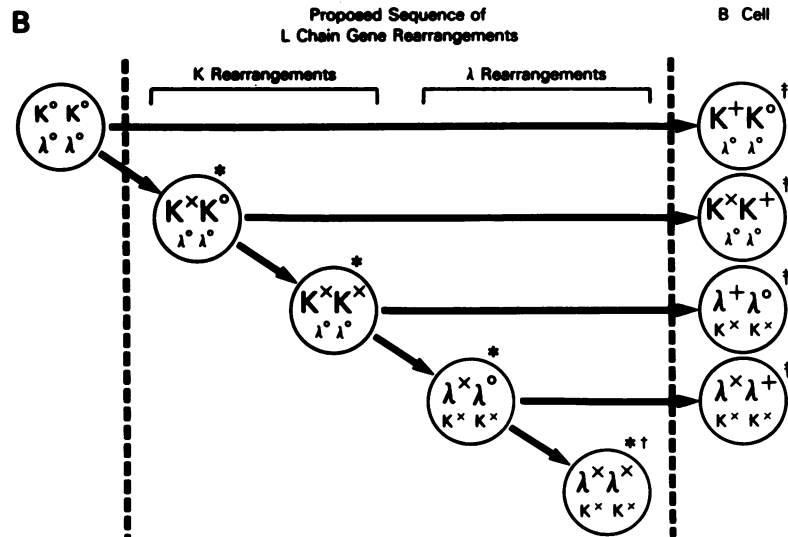 B
Proposed Sequence of
L Chain Gene Rearrangements
B Cell
K Rearrangements
λ Rearrangements
K° K°
λ° λ°
‡
K⁺K°
λ° λ°
*
KˣK°
λ° λ°
‡
KˣK⁺
λ° λ°
*
KˣKˣ
λ° λ°
‡
λ⁺λ°
Kˣ Kˣ
*
λˣλ°
Kˣ Kˣ
‡
λˣλ⁺
Kˣ Kˣ
*†
λˣλˣ
Kˣ Kˣ